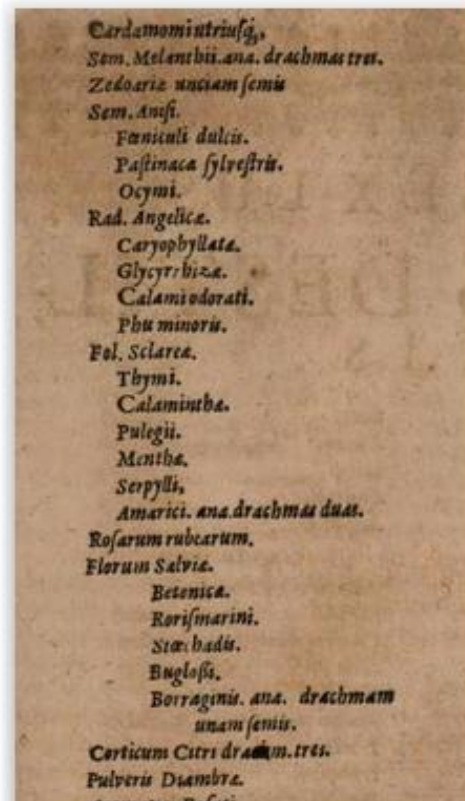 Cardamomi utriusq́;,
Sem. Melanthii. ana. drachmas tres.
Zedoariæ unciam ſemis
Sem. Aniſi.
Fœniculi dulcis.
Paſtinacæ ſylveſtris.
Ocymi.
Rad. Angelicæ.
Caryophyllatæ.
Glycyrrhizæ.
Calami odorati.
Phu minoris.
Fol. Sclareæ.
Thymi.
Calaminthæ.
Pulegii.
Menthæ.
Serpylli,
Amarici. ana. drachmas duas.
Roſarum rubearum.
Florum Salviæ.
Betonicæ.
Roriſmarini.
Stœchadis.
Bugloſſi.
Borraginis. ana. drachmam
unam ſemis.
Corticum Citri drachm. tres.
Pulveris Diambræ.